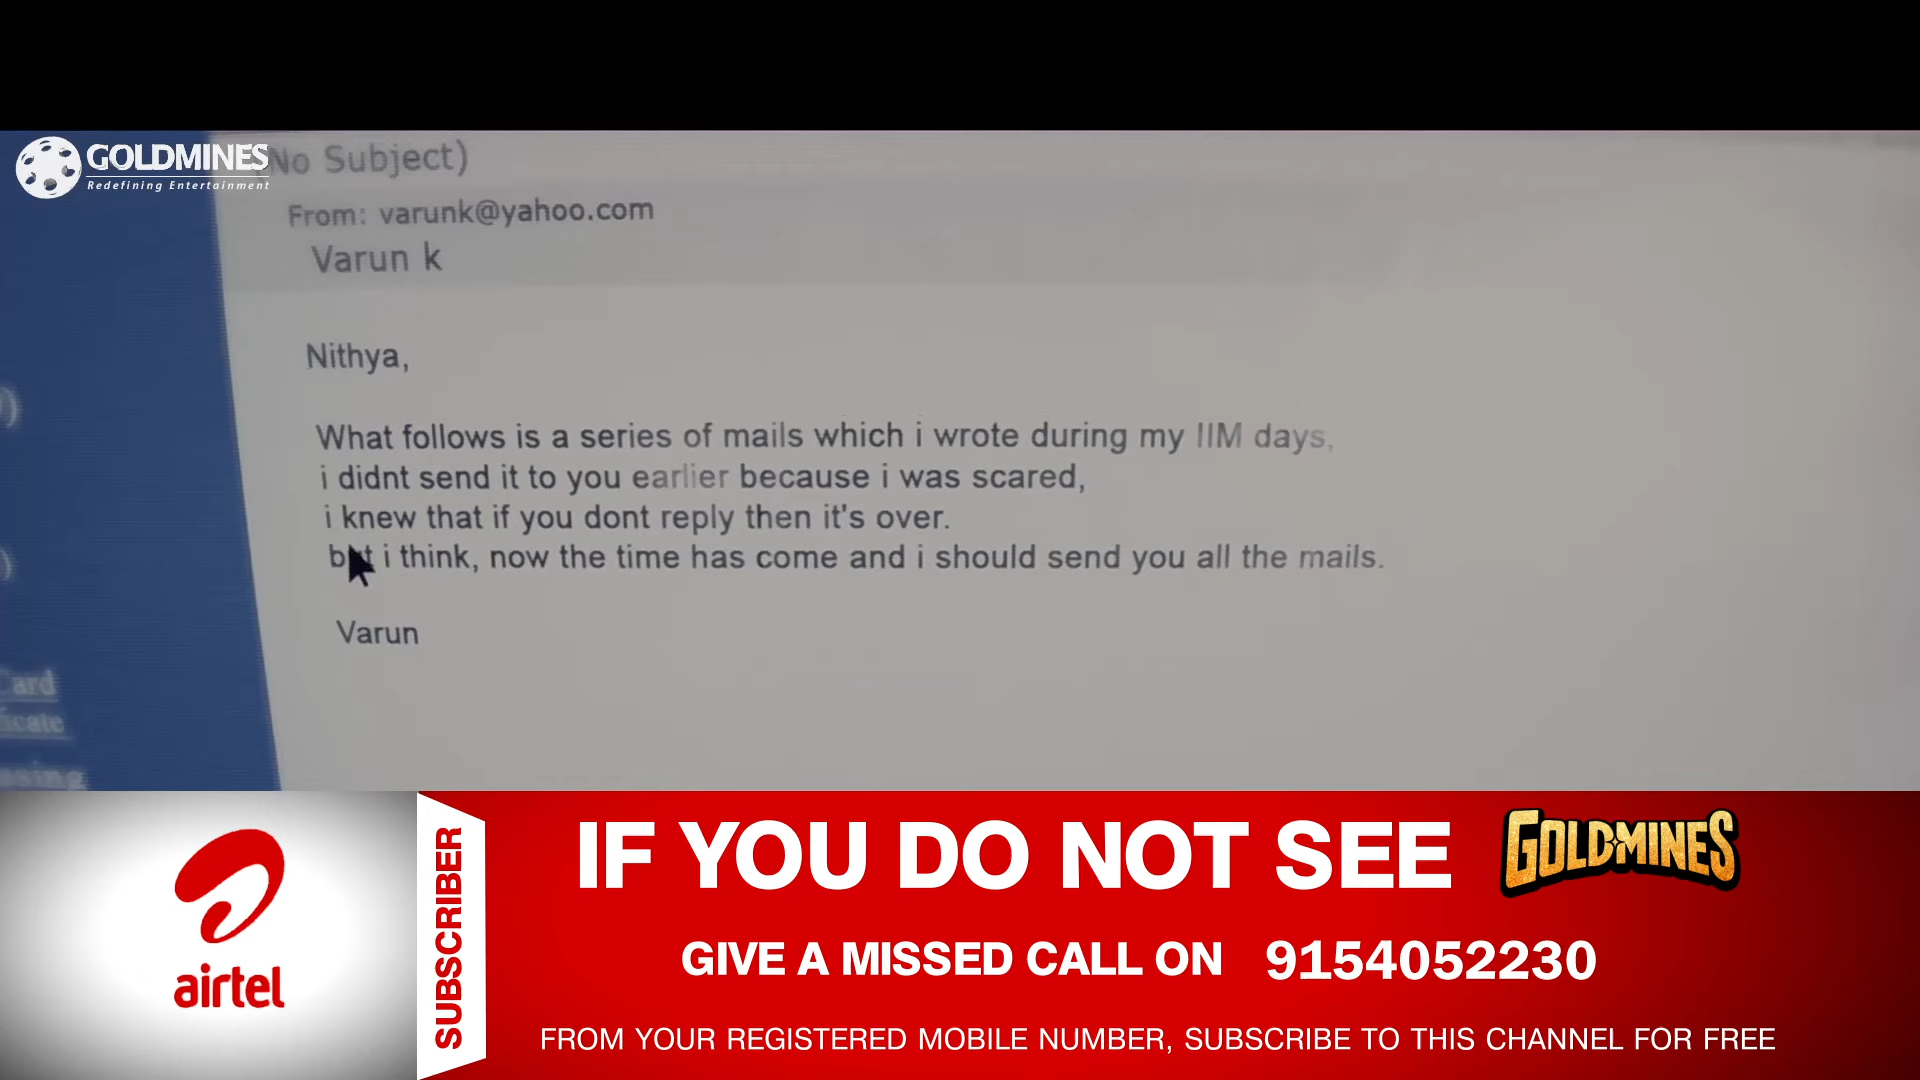 GOLDMINES
Redefining Entertainment
(No Subject)
From: varunk@yahoo.com
Varun k
Nithya,
What follows is a series of mails which i wrote during my IIM days,
i didnt send it to you earlier because i was scared,
i knew that if you dont reply then it's over.
but i think, now the time has come and i should send you all the mails.
Varun
Card
airtel
SUBSCRIBER
IF YOU DO NOT SEE GOLDMINES
GIVE A MISSED CALL ON 9154052230
FROM YOUR REGISTERED MOBILE NUMBER, SUBSCRIBE TO THIS CHANNEL FOR FREE